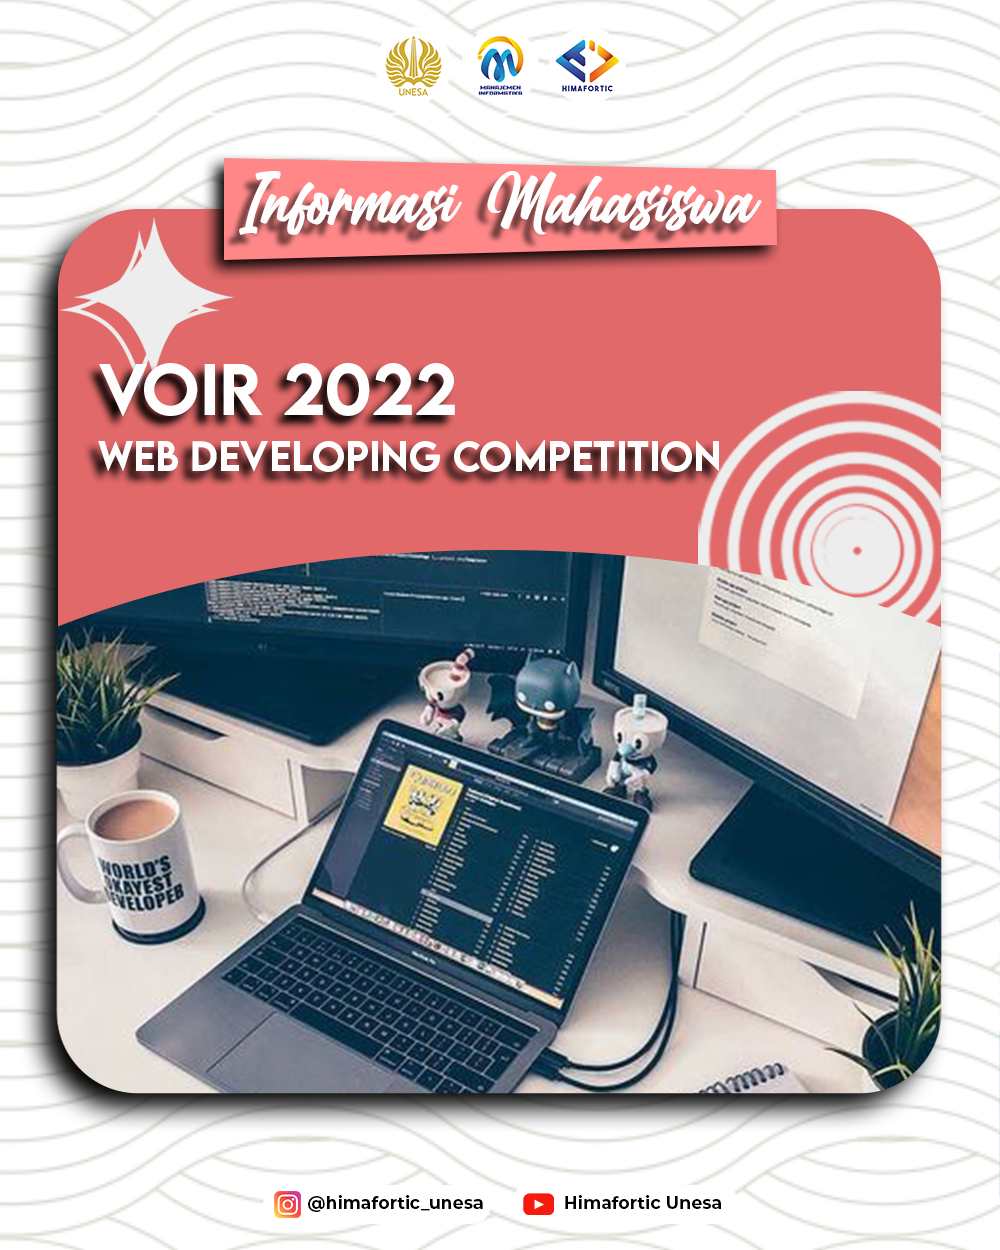 UNESA
MANAJEMEN
INFORMATIKA
HIMAFORTIC
Informasi Mahasiswa
VOIR 2022
WEB DEVELOPING COMPETITION
WORLD'S
OKAYEST
DEVELOPER
@himafortic_unesa
Himafortic Unesa